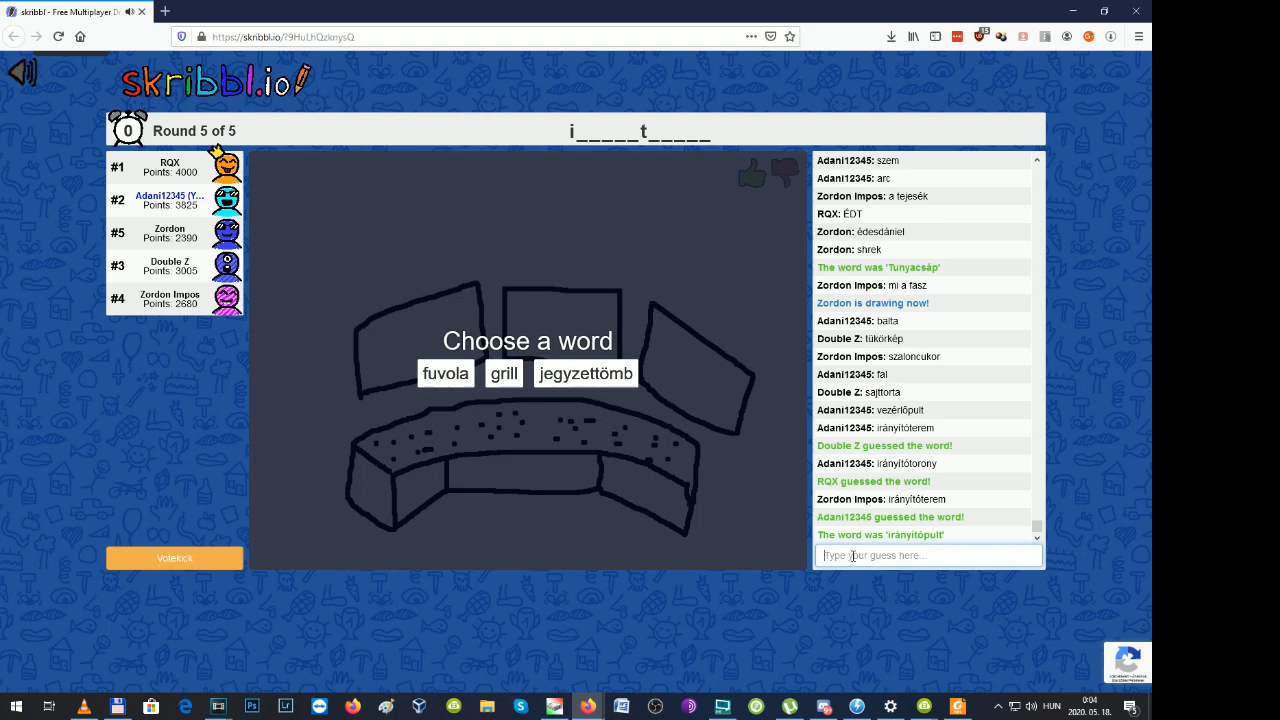 skribbl - Free Multiplayer Dr
https://skribbl.io/?9HuLhQzknysQ
15
skribbl.io
0
Round 5 of 5
i_____t_____
#1
RQX
Points: 4000
#2
Adani12345 (Y...
Points: 3825
#5
Zordon
Points: 2390
#3
Double Z
Points: 3005
#4
Zordon Impos
Points: 2680
Votekick
Choose a word
fuvola
grill
jegyzettömb
Adani12345: szem
Adani12345: arc
Zordon Impos: a tejesék
RQX: ÉDT
Zordon: édesdániel
Zordon: shrek
The word was 'Tunyacsáp'
Zordon Impos: mi a fasz
Zordon is drawing now!
Adani12345: balta
Double Z: tükörkép
Zordon Impos: szaloncukor
Adani12345: fal
Double Z: sajttorta
Adani12345: vezérlőpult
Adani12345: irányítóterem
Double Z guessed the word!
Adani12345: irányítótorony
RQX guessed the word!
Zordon Impos: irányítóterem
Adani12345 guessed the word!
The word was 'irányítópult'
Type your guess here...
HUN
0:04
2020. 05. 18.